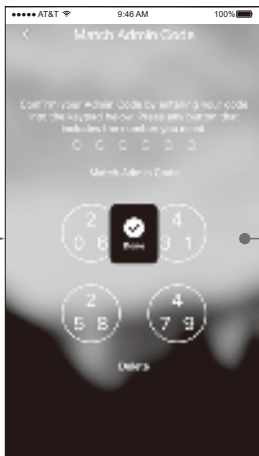 AT&T 9:46 AM 100%
Match Admin Code
Confirm your Admin Code by entering your code
into the keypad below. Press any button that
includes the number you need.
Match Admin Code
2 4
0 6 Done 3 1
2 4
5 8 7 9
Delete